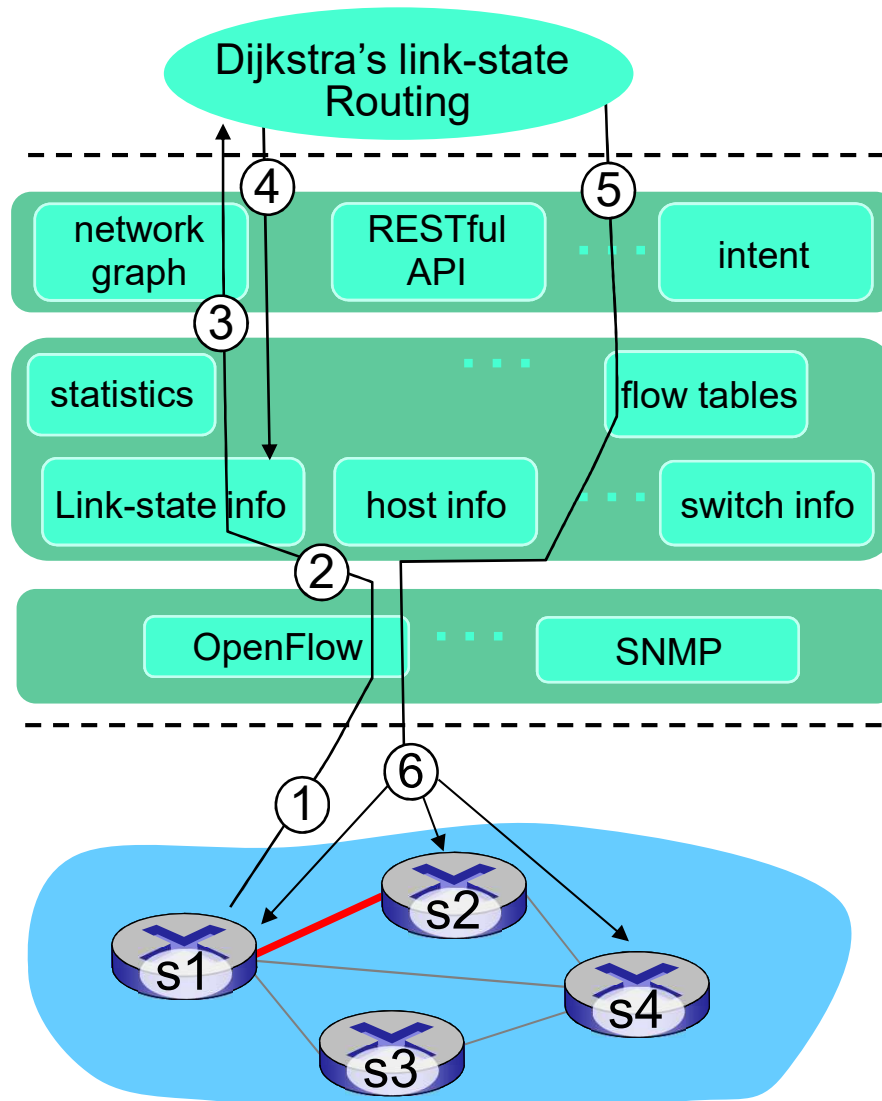 Dijkstra’s link-state
Routing
4
5
network
graph
RESTful
API
intent
3
statistics
flow tables
Link-state info
host info
switch info
2
OpenFlow
SNMP
1
6
s2
s1
s4
s3